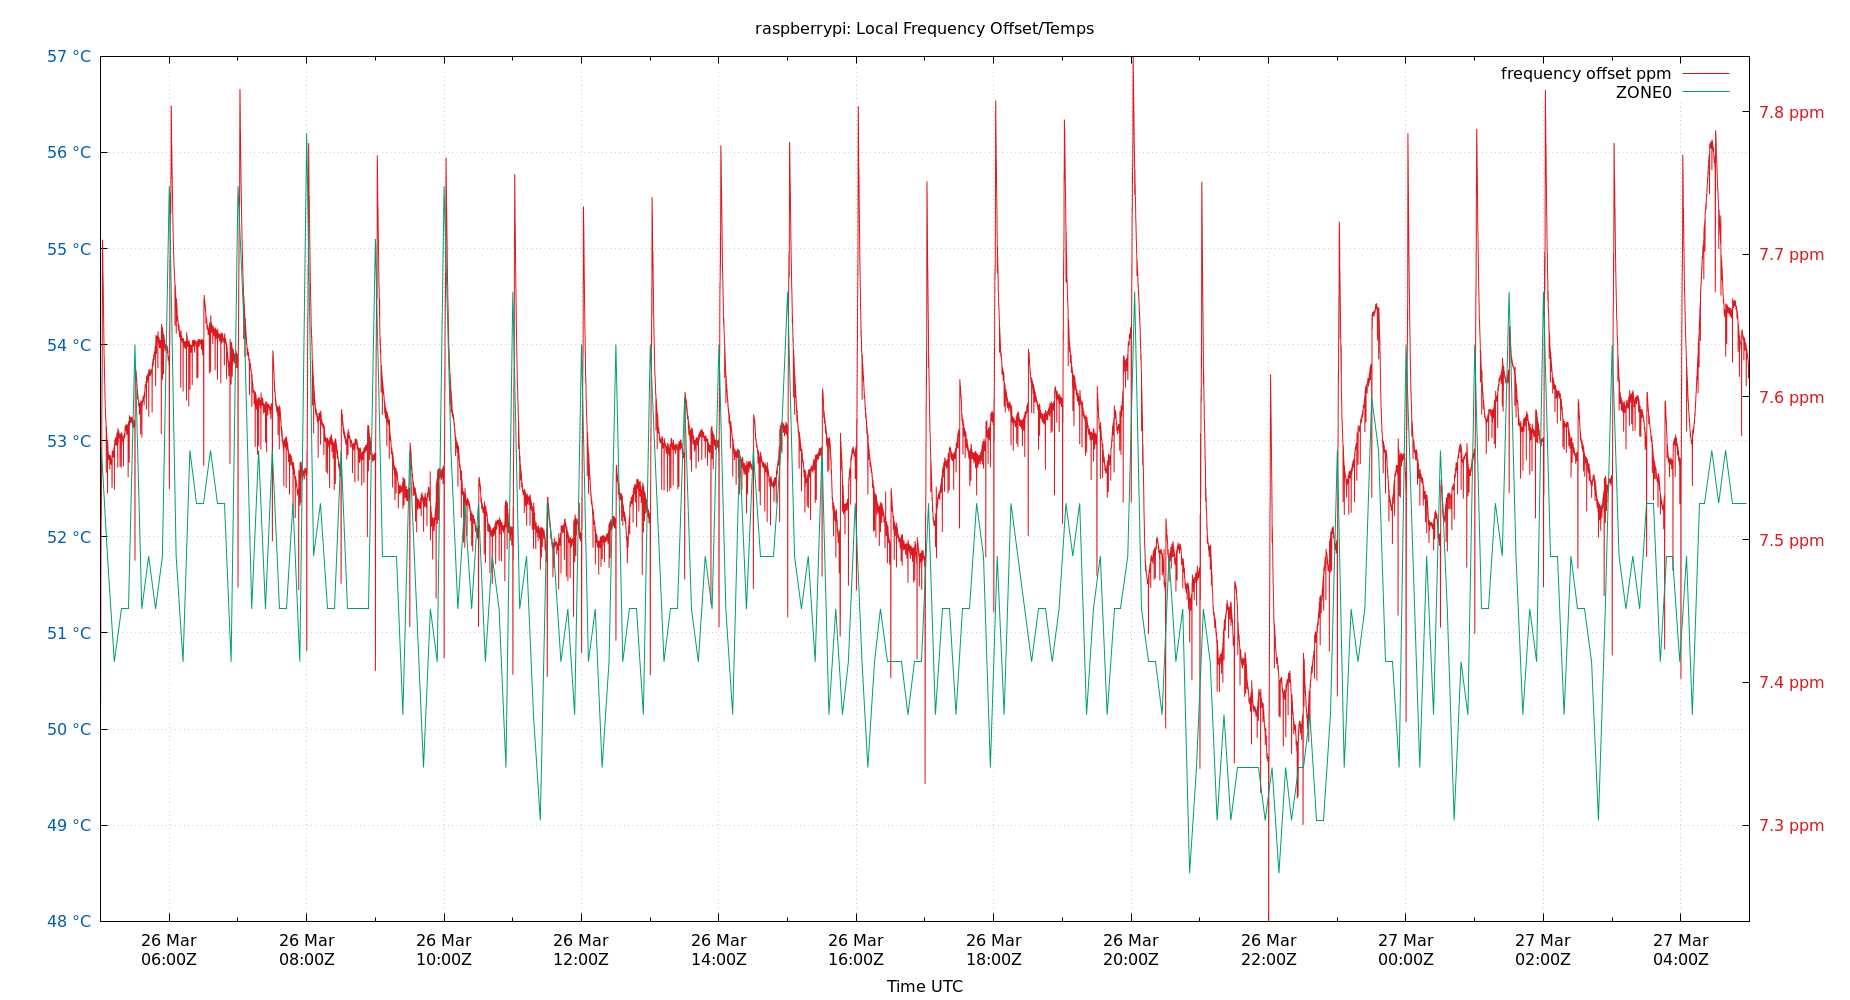 raspberrypi: Local Frequency Offset/Temps
57 °C
56 °C
55 °C
54 °C
53 °C
52 °C
51 °C
50 °C
49 °C
48 °C
frequency offset ppm
ZONE0
7.8 ppm
7.7 ppm
7.6 ppm
7.5 ppm
7.4 ppm
7.3 ppm
26 Mar
06:00Z
26 Mar
08:00Z
26 Mar
10:00Z
26 Mar
12:00Z
26 Mar
14:00Z
26 Mar
16:00Z
26 Mar
18:00Z
26 Mar
20:00Z
26 Mar
22:00Z
27 Mar
00:00Z
27 Mar
02:00Z
27 Mar
04:00Z
Time UTC